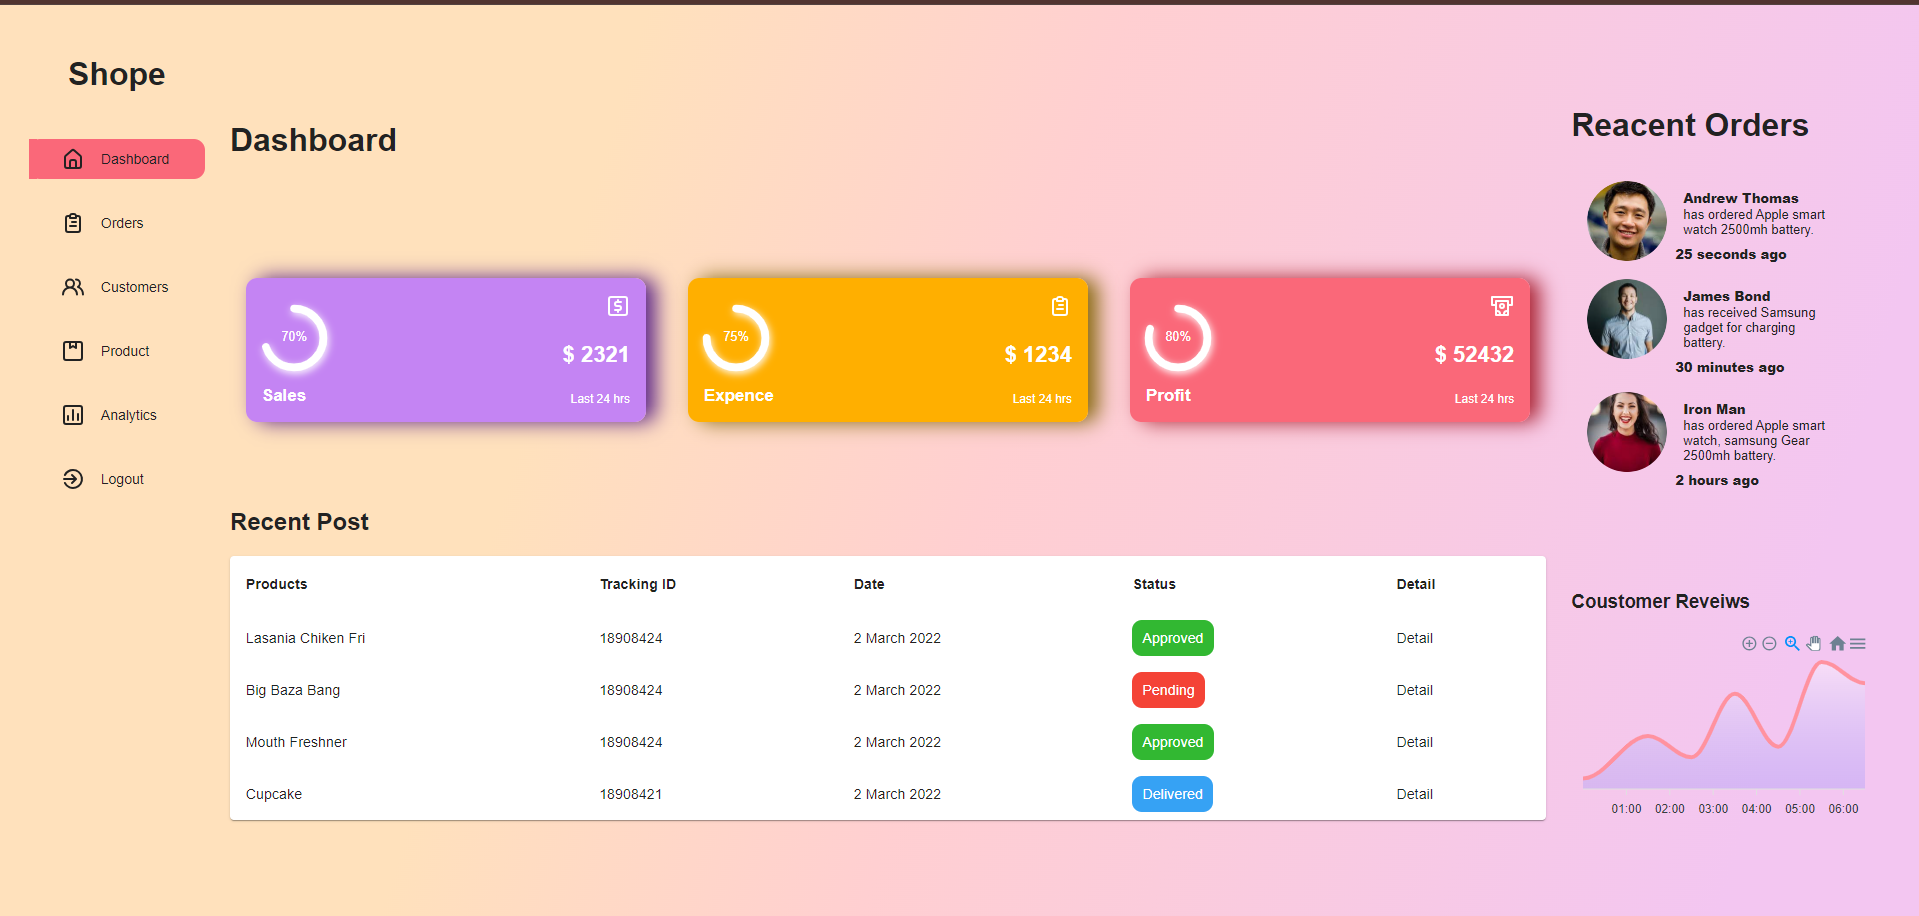 Shope
Dashboard
Orders
Customers
Product
Analytics
Logout
Dashboard
70%
Sales
$ 2321
Last 24 hrs
75%
Expence
$ 1234
Last 24 hrs
80%
Profit
$ 52432
Last 24 hrs
Recent Post
Products Tracking ID Date Status Detail
Lasania Chiken Fri 18908424 2 March 2022 Approved Detail
Big Baza Bang 18908424 2 March 2022 Pending Detail
Mouth Freshner 18908424 2 March 2022 Approved Detail
Cupcake 18908421 2 March 2022 Delivered Detail
Reacent Orders
Andrew Thomas
has ordered Apple smart
watch 2500mh battery.
25 seconds ago
James Bond
has received Samsung
gadget for charging
battery.
30 minutes ago
Iron Man
has ordered Apple smart
watch, samsung Gear
2500mh battery.
2 hours ago
Coustomer Reveiws
01:00 02:00 03:00 04:00 05:00 06:00